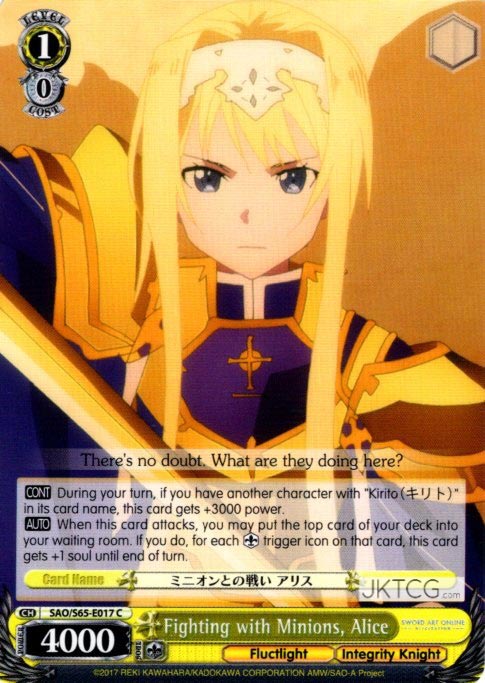 LEVEL
1
0
COST
There's no doubt. What are they doing here?
CONT During your turn, if you have another character with "Kirito(キリト)"
in its card name, this card gets +3000 power.
AUTO When this card attacks, you may put the top card of your deck into
your waiting room. If you do, for each trigger icon on that card, this card
gets +1 soul until end of turn.
Card Name ミニオンとの戦い アリス
JKTCG.com
CH SAO/S65-E017 C
POWER 4000 SOUL
Fighting with Minions, Alice
SWORD ART ONLINE
Fluctlight Integrity Knight
©2017 REKI KAWAHARA/KADOKAWA CORPORATION AMW/SAO-A Project